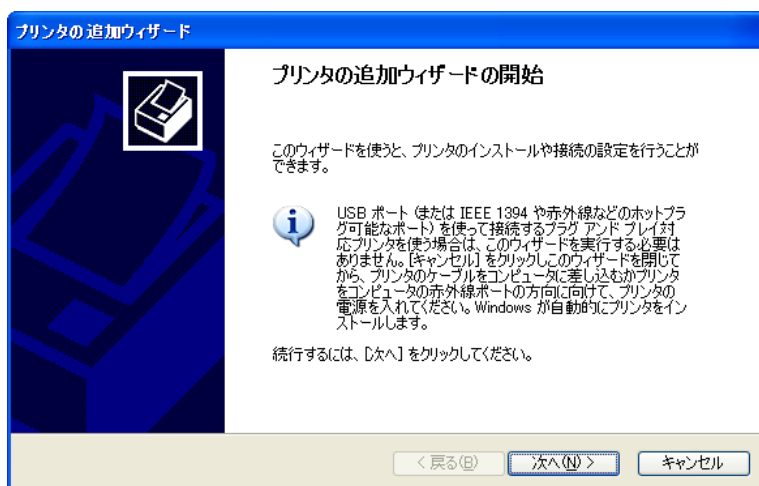 プリンタの追加ウィザード
プリンタの追加ウィザードの開始
このウィザードを使うと、プリンタのインストールや接続の設定を行うことが
できます。
USB ポート (または IEEE 1394 や赤外線などのホットプラ
グ可能なポート) を使って接続するプラグ アンド プレイ対
応プリンタを使う場合は、このウィザードを実行する必要は
ありません。[キャンセル] をクリックしこのウィザードを閉じて
から、プリンタのケーブルをコンピュータに差し込むかプリンタ
をコンピュータの赤外線ポートの方向に向けて、プリンタの
電源を入れてください。Windows が自動的にプリンタをイン
ストールします。
続行するには、[次へ] をクリックしてください。
< 戻る(B)
次へ(N) >
キャンセル